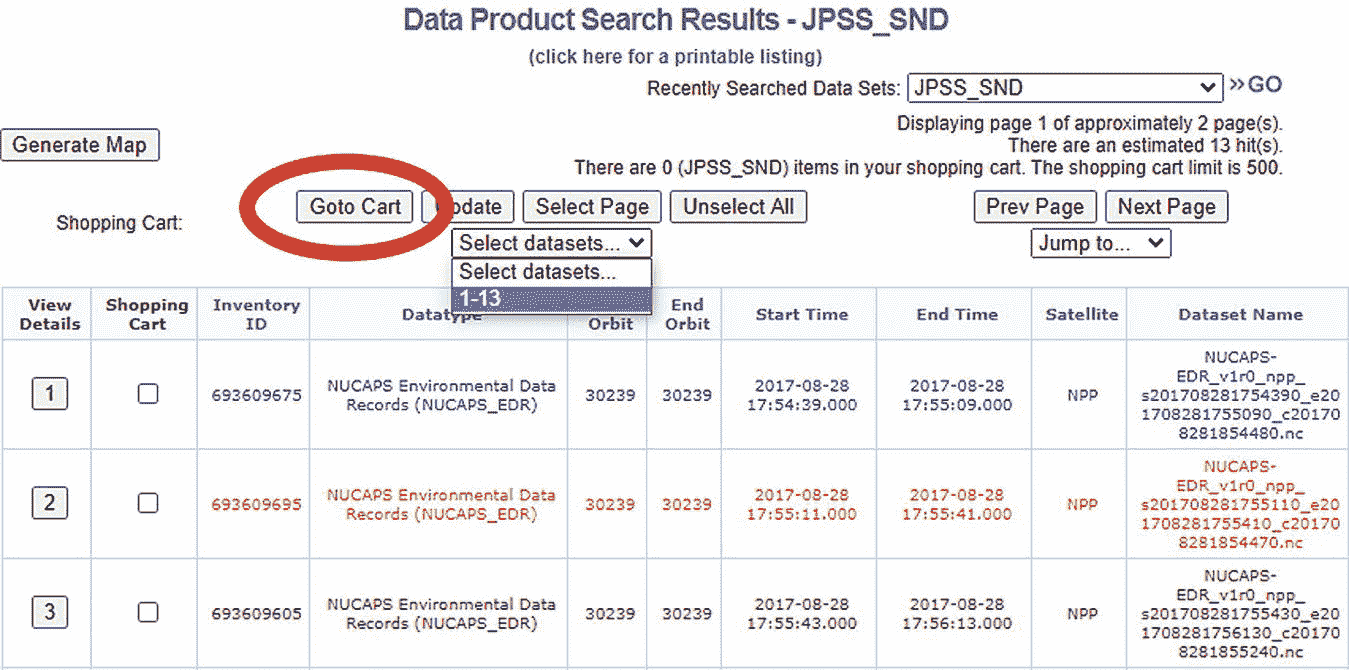 Data Product Search Results - JPSS_SND
(click here for a printable listing)
Recently Searched Data Sets: JPSS_SND »GO
Displaying page 1 of approximately 2 page(s).
Generate Map
There are an estimated 13 hit(s).
There are 0 (JPSS_SND) items in your shopping cart. The shopping cart limit is 500.
Shopping Cart: Goto Cart Select Page Unselect All Prev Page Next Page
Select datasets... Jump to...
Select datasets...
1-13
View Details Shopping Cart Inventory ID Datatype Orbit End Orbit Start Time End Time Satellite Dataset Name
1 693609675 NUCAPS Environmental Data Records (NUCAPS_EDR) 30239 30239 2017-08-28 17:54:39.000 2017-08-28 17:55:09.000 NPP NUCAPS-EDR_v1r0_npp_s201708281754390_e201708281755090_c201708281854480.nc
2 693609695 NUCAPS Environmental Data Records (NUCAPS_EDR) 30239 30239 2017-08-28 17:55:11.000 2017-08-28 17:55:41.000 NPP NUCAPS-EDR_v1r0_npp_s201708281755110_e201708281755410_c201708281854470.nc
3 693609605 NUCAPS Environmental Data Records (NUCAPS_EDR) 30239 30239 2017-08-28 17:55:43.000 2017-08-28 17:56:13.000 NPP NUCAPS-EDR_v1r0_npp_s201708281755430_e201708281756130_c201708281855240.nc